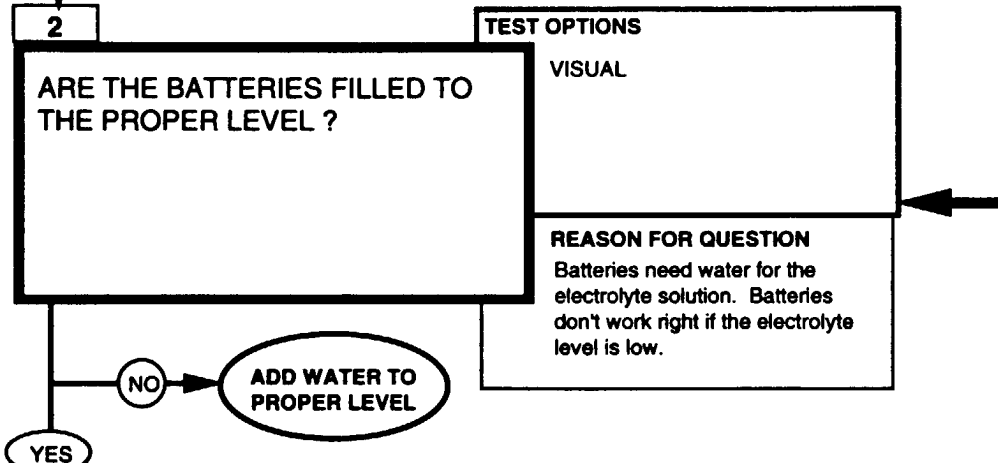 2
ARE THE BATTERIES FILLED TO
THE PROPER LEVEL ?
TEST OPTIONS
VISUAL
REASON FOR QUESTION
Batteries need water for the
electrolyte solution. Batteries
don't work right if the electrolyte
level is low.
NO
ADD WATER TO
PROPER LEVEL
YES